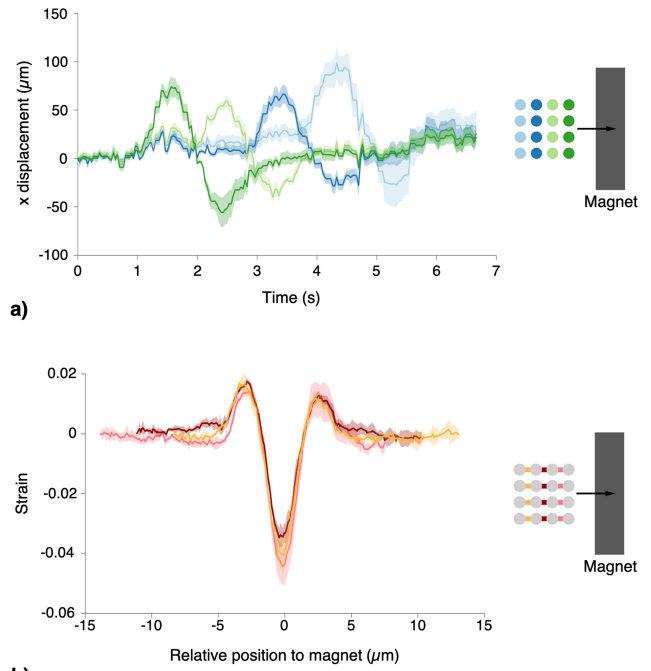 150
100
50
0
-50
-100
x displacement (µm)
0 1 2 3 4 5 6 7
Time (s)
Magnet
a)
0.02
0
-0.02
-0.04
-0.06
Strain
-15 -10 -5 0 5 10 15
Relative position to magnet (µm)
Magnet